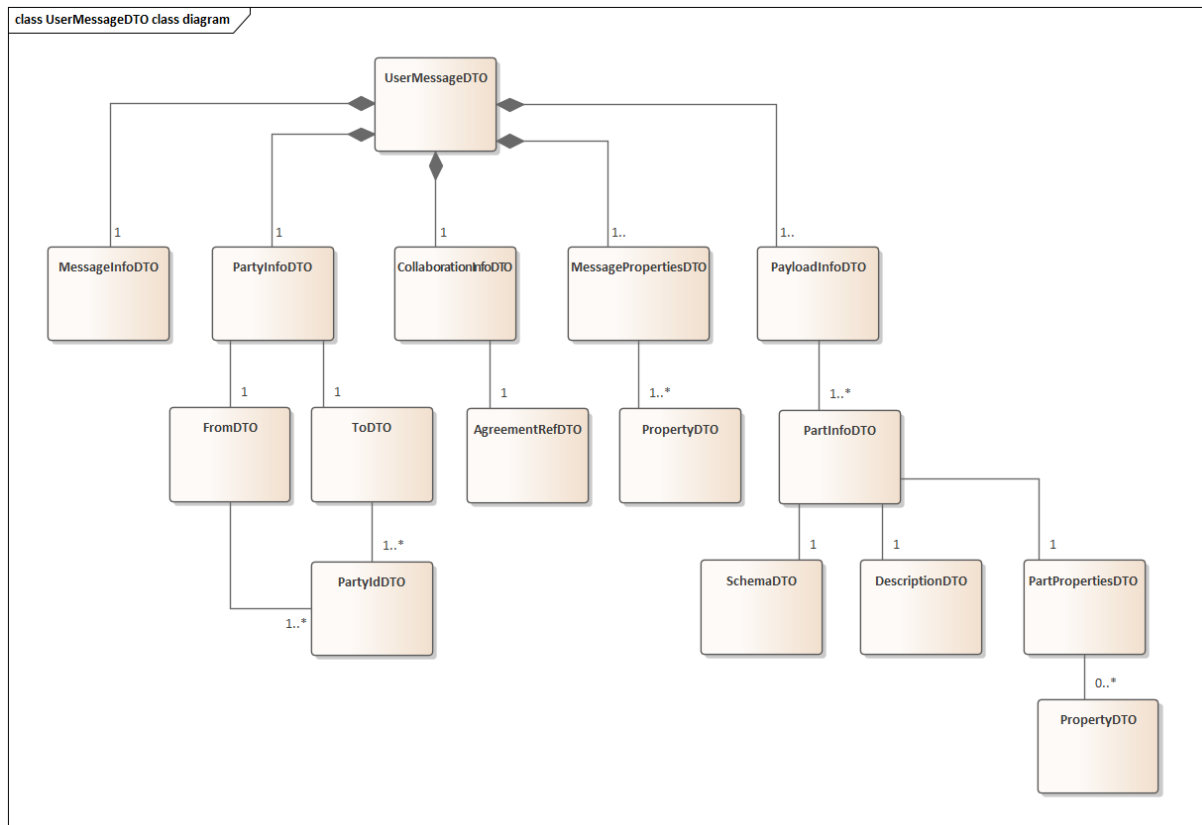 class UserMessageDTO class diagram
UserMessageDTO
1
1
1
1..
1..
MessageInfoDTO
PartyInfoDTO
CollaborationInfoDTO
MessagePropertiesDTO
PayloadInfoDTO
1
1
1
1..*
1..*
FromDTO
ToDTO
AgreementRefDTO
PropertyDTO
PartInfoDTO
1..*
1
1
1
PartyIdDTO
SchemaDTO
DescriptionDTO
PartPropertiesDTO
1..*
0..*
PropertyDTO